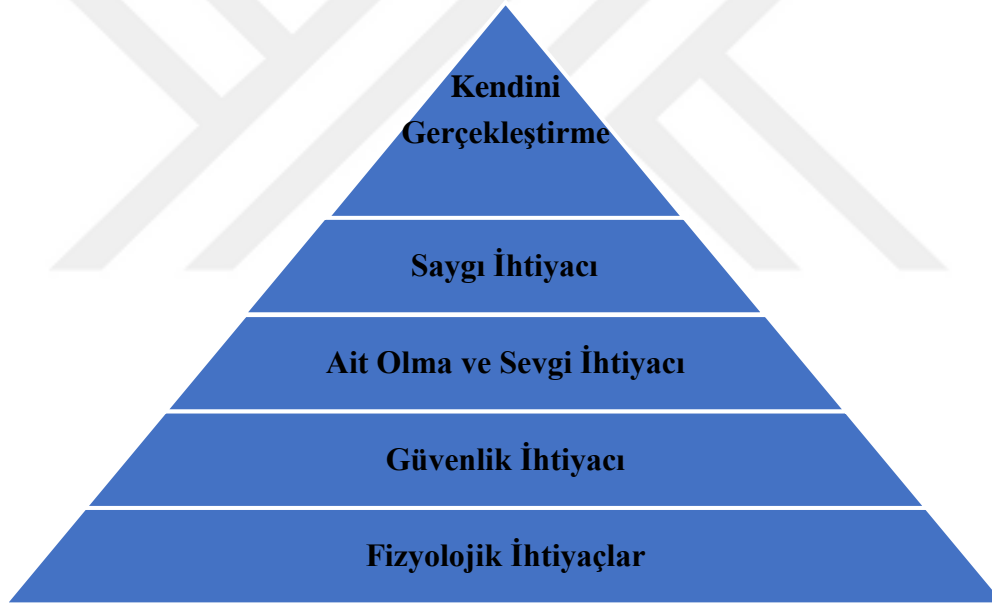 Kendini
Gerçekleştirme
Saygı İhtiyacı
Ait Olma ve Sevgi İhtiyacı
Güvenlik İhtiyacı
Fizyolojik İhtiyaçlar